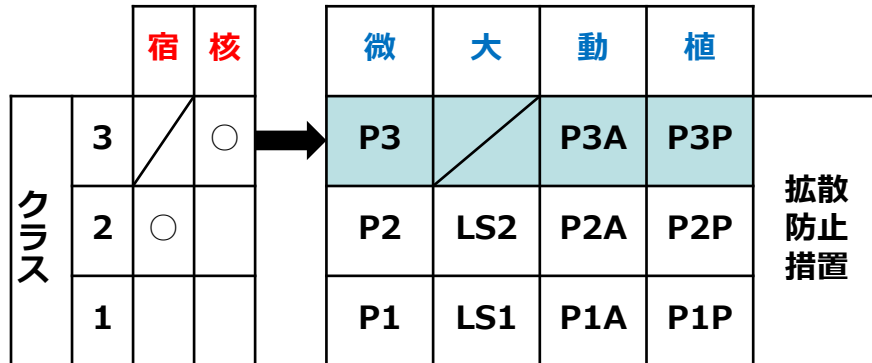 宿 核 微 大 動 植
クラス
3 ○ P3 P3A P3P
2 ○ P2 LS2 P2A P2P
1 P1 LS1 P1A P1P
拡散
防止
措置